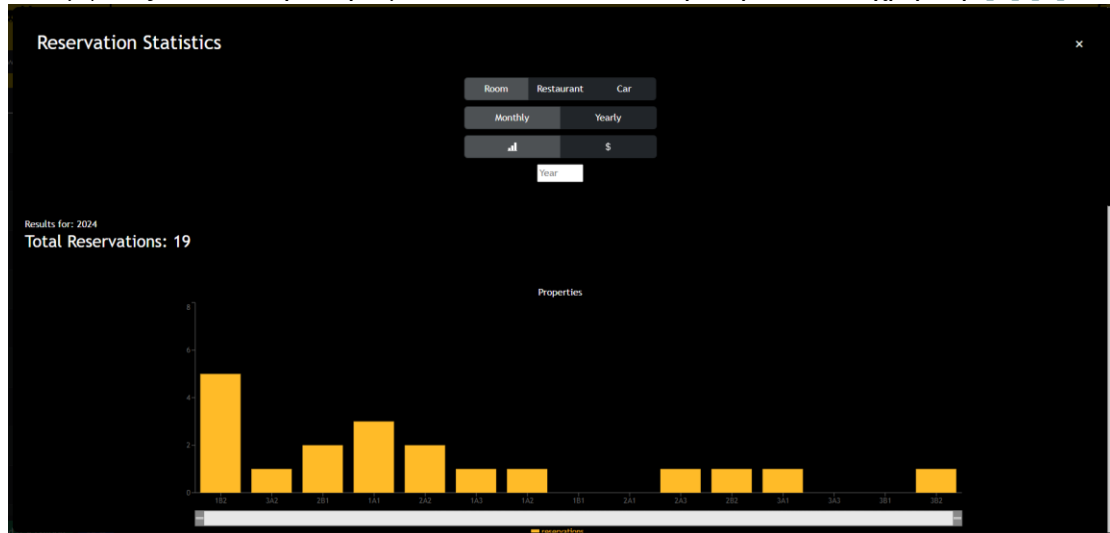 Reservation Statistics ×
Room Restaurant Car
Monthly Yearly
$
Year
Results for: 2024
Total Reservations: 19
Properties
8
6
4
2
0
1B2 3A2 2B1 1A1 2A2 1A3 1A2 1B1 2A1 2A3 2B2 3A1 3A3 3B1 3B2
reservations